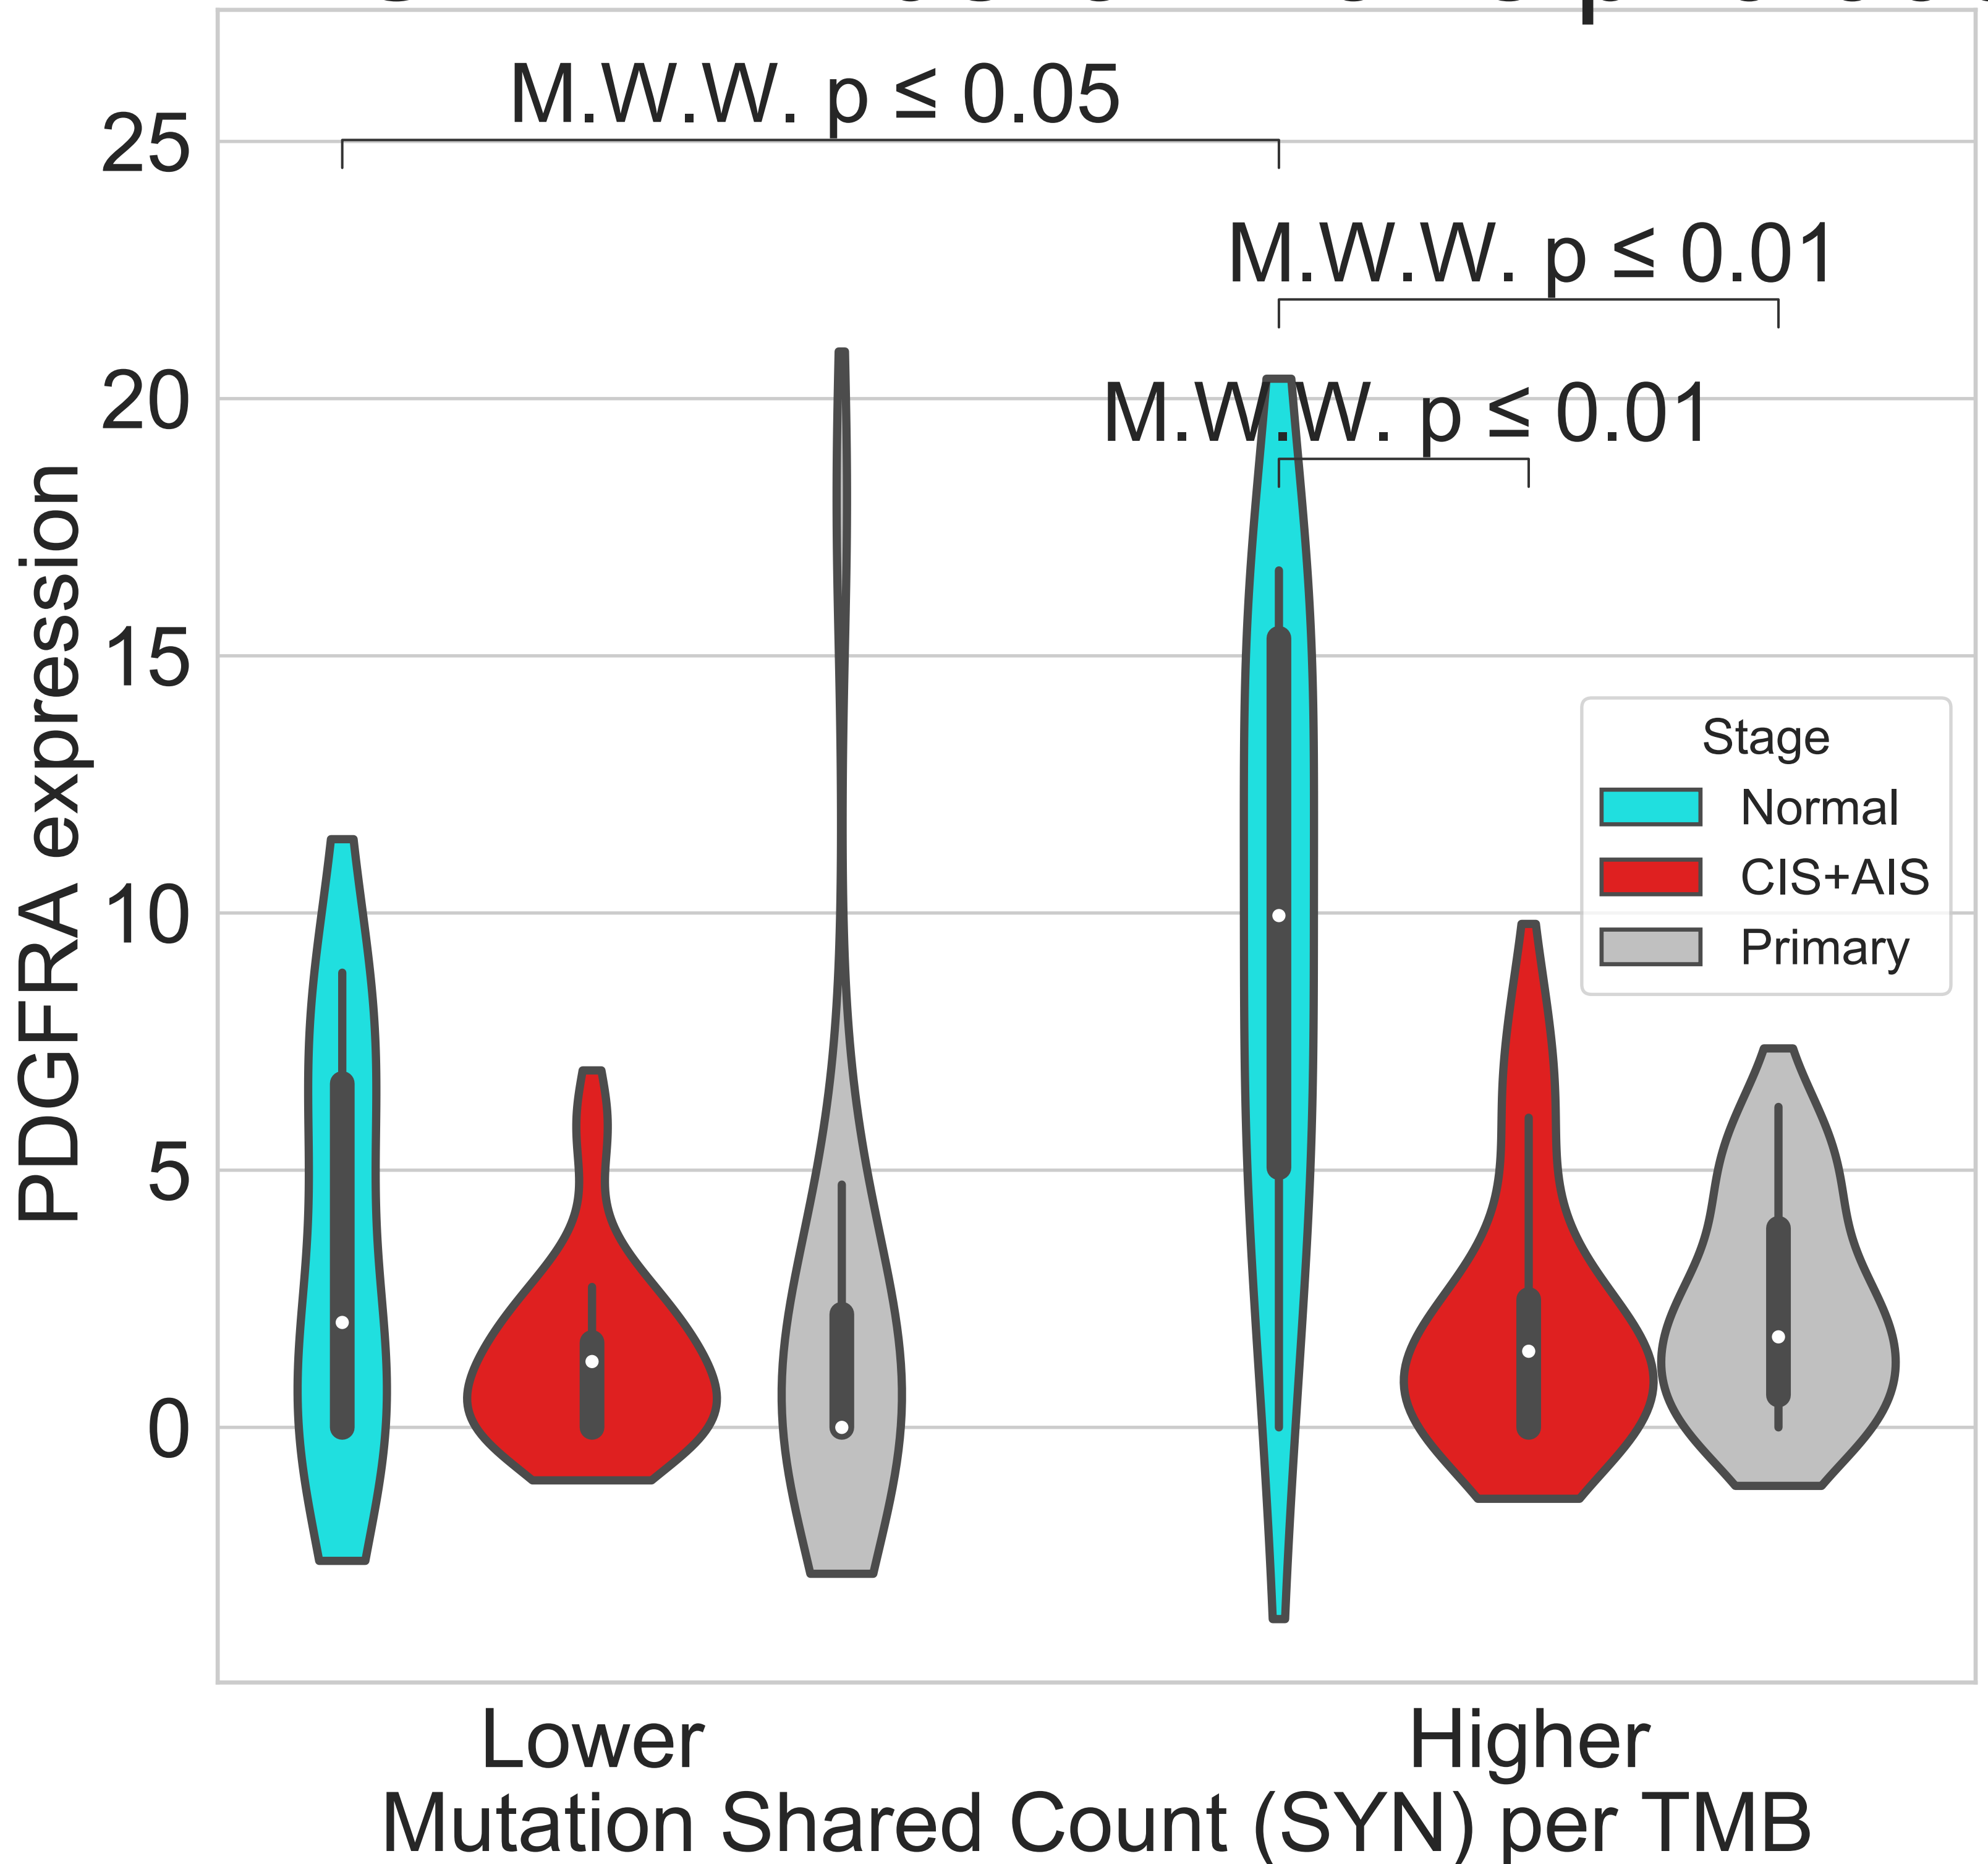 M.W.W. p ≤ 0.05
25
M.W.W. p ≤ 0.01
20
M.W.W. p ≤ 0.01
15
10
5
0
PDGFRA expression
Stage
Normal
CIS+AIS
Primary
Lower
Higher
Mutation Shared Count (SYN) per TMB